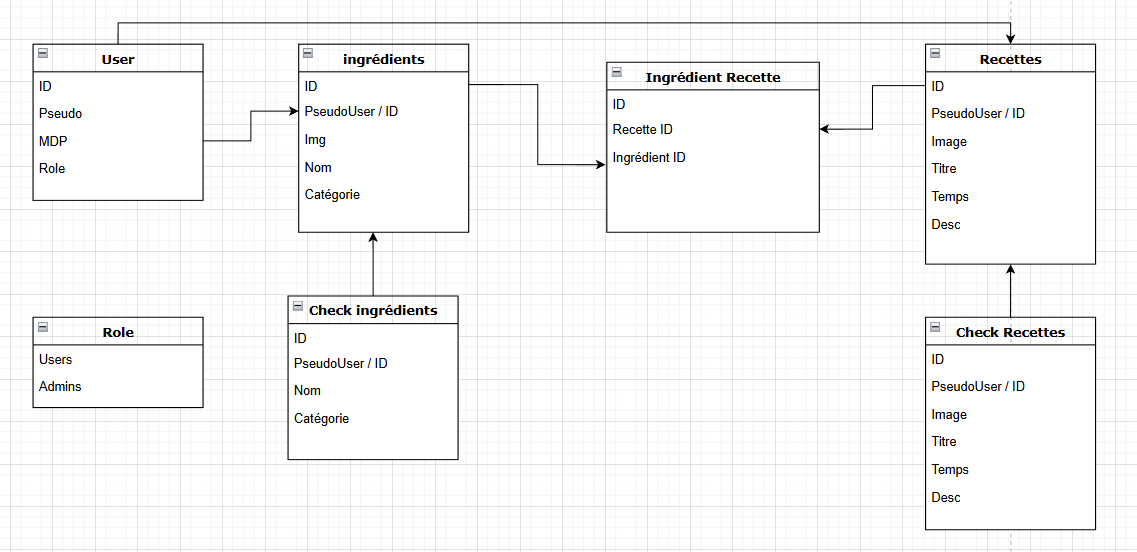 User
ID
Pseudo
MDP
Role
ingrédients
ID
PseudoUser / ID
Img
Nom
Catégorie
Ingrédient Recette
ID
Recette ID
Ingrédient ID
Recettes
ID
PseudoUser / ID
Image
Titre
Temps
Desc
Role
Users
Admins
Check ingrédients
ID
PseudoUser / ID
Nom
Catégorie
Check Recettes
ID
PseudoUser / ID
Image
Titre
Temps
Desc